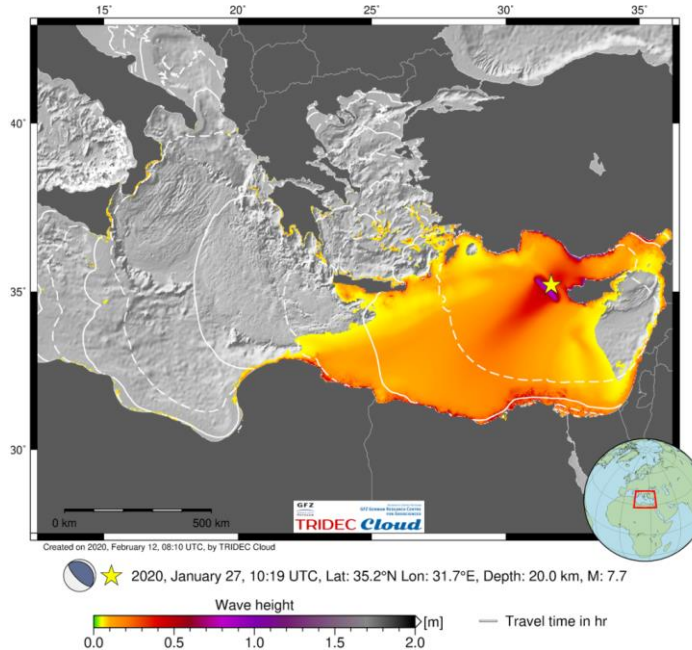 15° 20° 25° 30° 35°
40°
35°
30°
0 km 500 km
GFZ
TRIDEC Cloud
Created on 2020, February 12, 08:10 UTC, by TRIDEC Cloud
2020, January 27, 10:19 UTC, Lat: 35.2°N Lon: 31.7°E, Depth: 20.0 km, M: 7.7
Wave height
[m] Travel time in hr
0.0 0.5 1.0 1.5 2.0